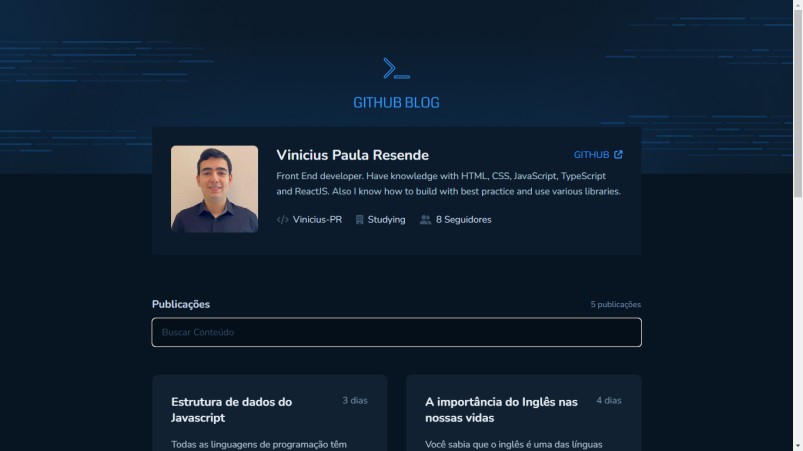 GITHUB BLOG
Vinicius Paula Resende
GITHUB
Front End developer. Have knowledge with HTML, CSS, JavaScript, TypeScript
and ReactJS. Also I know how to build with best practice and use various libraries.
Vinicius-PR Studying 8 Seguidores
Publicações 5 publicações
Buscar Conteúdo
Estrutura de dados do
Javascript
3 dias
Todas as linguagens de programação têm
A importância do Inglês nas
nossas vidas
4 dias
Você sabia que o inglês é uma das línguas